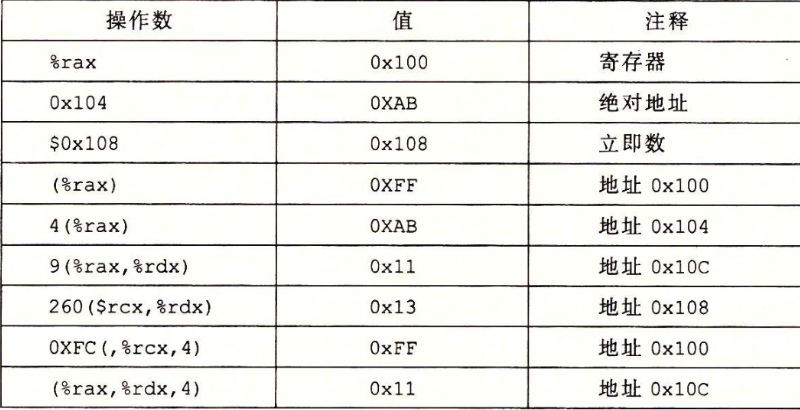 操作数 值 注释
%rax 0x100 寄存器
0x104 0XAB 绝对地址
$0x108 0x108 立即数
(%rax) 0XFF 地址 0x100
4(%rax) 0XAB 地址 0x104
9(%rax,%rdx) 0x11 地址 0x10C
260($rcx,%rdx) 0x13 地址 0x108
0XFC(,%rcx,4) 0xFF 地址 0x100
(%rax,%rdx,4) 0x11 地址 0x10C